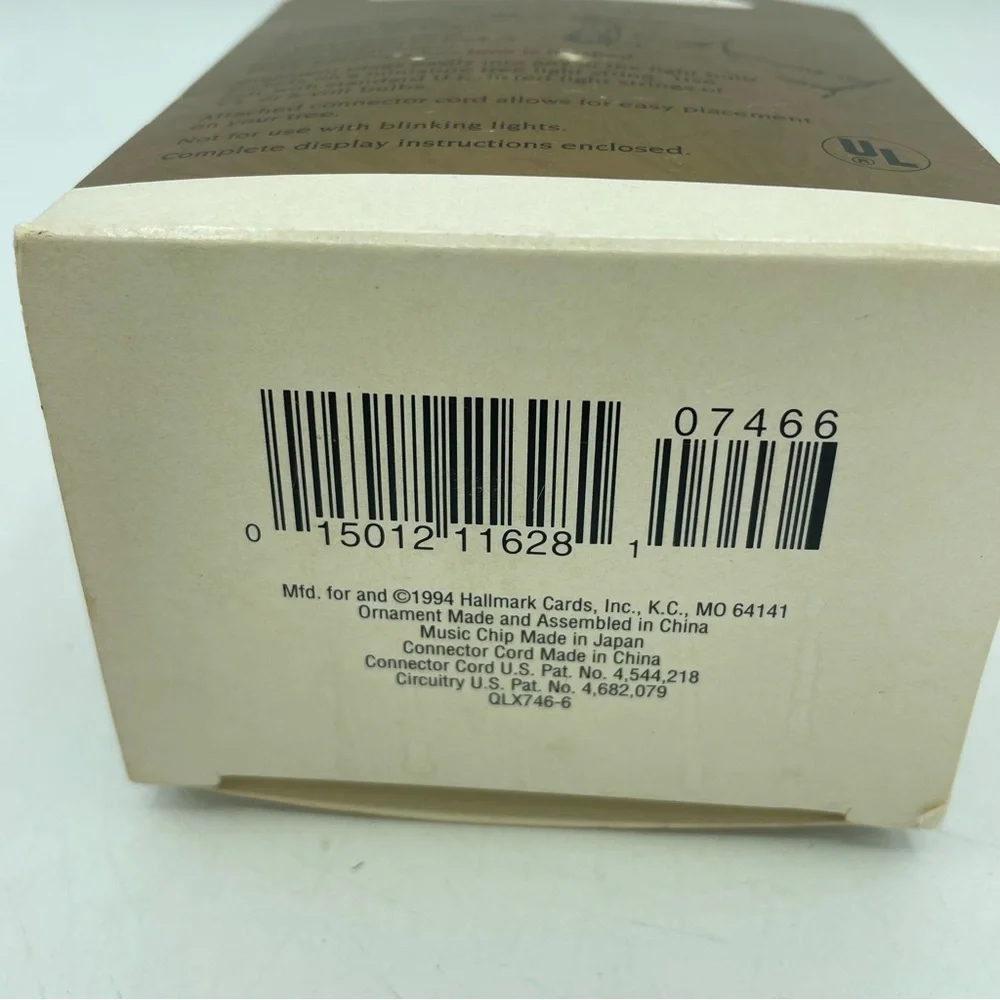 Attached connector cord allows for easy placement
on your tree.
Not for use with blinking lights.
Complete display instructions enclosed.
UL
®
07466
0 15012 11628 1
Mfd. for and ©1994 Hallmark Cards, Inc., K.C., MO 64141
Ornament Made and Assembled in China
Music Chip Made in Japan
Connector Cord Made in China
Connector Cord U.S. Pat. No. 4,544,218
Circuitry U.S. Pat. No. 4,682,079
QLX746-6